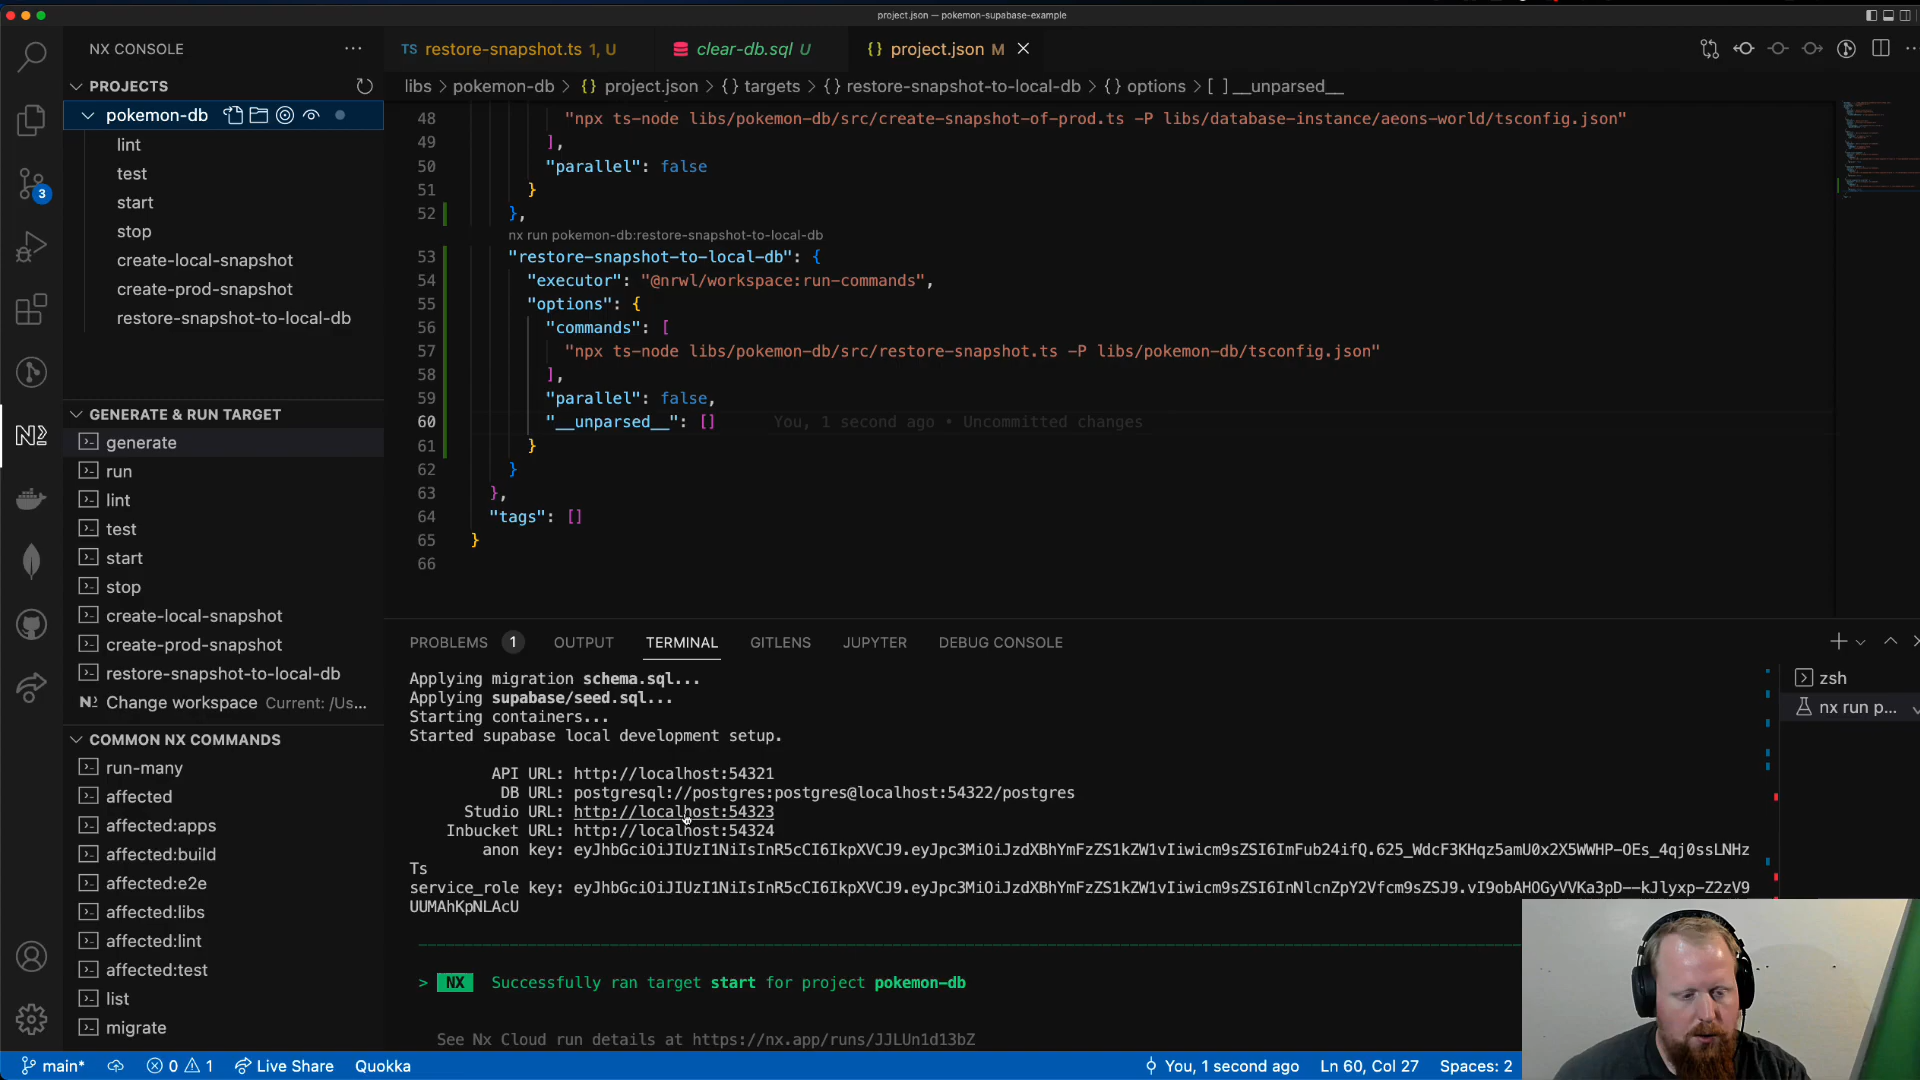 project.json — pokemon-supabase-example
NX CONSOLE
TS restore-snapshot.ts 1, U
clear-db.sql U
{} project.json M
PROJECTS
libs > pokemon-db > {} project.json > {} targets > {} restore-snapshot-to-local-db > {} options > [ ] __unparsed__
pokemon-db
lint
test
start
stop
create-local-snapshot
create-prod-snapshot
restore-snapshot-to-local-db
48 "npx ts-node libs/pokemon-db/src/create-snapshot-of-prod.ts -P libs/database-instance/aeons-world/tsconfig.json"
49 ],
50 "parallel": false
51 }
52 },
nx run pokemon-db:restore-snapshot-to-local-db
53 "restore-snapshot-to-local-db": {
54 "executor": "@nrwl/workspace:run-commands",
55 "options": {
56 "commands": [
57 "npx ts-node libs/pokemon-db/src/restore-snapshot.ts -P libs/pokemon-db/tsconfig.json"
58 ],
59 "parallel": false,
60 "__unparsed__": [] You, 1 second ago • Uncommitted changes
61 }
62 }
63 },
64 "tags": []
65 }
66
GENERATE & RUN TARGET
generate
run
lint
test
start
stop
create-local-snapshot
create-prod-snapshot
restore-snapshot-to-local-db
Change workspace Current: /Us...
COMMON NX COMMANDS
run-many
affected
affected:apps
affected:build
affected:e2e
affected:libs
affected:lint
affected:test
list
migrate
3
PROBLEMS 1 OUTPUT TERMINAL GITLENS JUPYTER DEBUG CONSOLE
Applying migration schema.sql...
Applying supabase/seed.sql...
Starting containers...
Started supabase local development setup.
API URL: http://localhost:54321
DB URL: postgresql://postgres:postgres@localhost:54322/postgres
Studio URL: http://localhost:54323
Inbucket URL: http://localhost:54324
anon key: eyJhbGciOiJIUzI1NiIsInR5cCI6IkpXVCJ9.eyJpc3MiOiJzdXBhYmFzZS1kZW1vIiwicm9sZSI6ImFub24ifQ.625_WdcF3KHqz5amU0x2X5WWHP-OEs_4qj0ssLNHz
Ts
service_role key: eyJhbGciOiJIUzI1NiIsInR5cCI6IkpXVCJ9.eyJpc3MiOiJzdXBhYmFzZS1kZW1vIiwicm9sZSI6InNlcnZpY2Vfcm9sZSJ9.vI9obAHOGyVVKa3pD--kJlyxp-Z2zV9
UUMAhKpNLAcU
> NX Successfully ran target start for project pokemon-db
See Nx Cloud run details at https://nx.app/runs/JJLUn1d13bZ
zsh
nx run p...
main* 0 1 Live Share Quokka You, 1 second ago Ln 60, Col 27 Spaces: 2